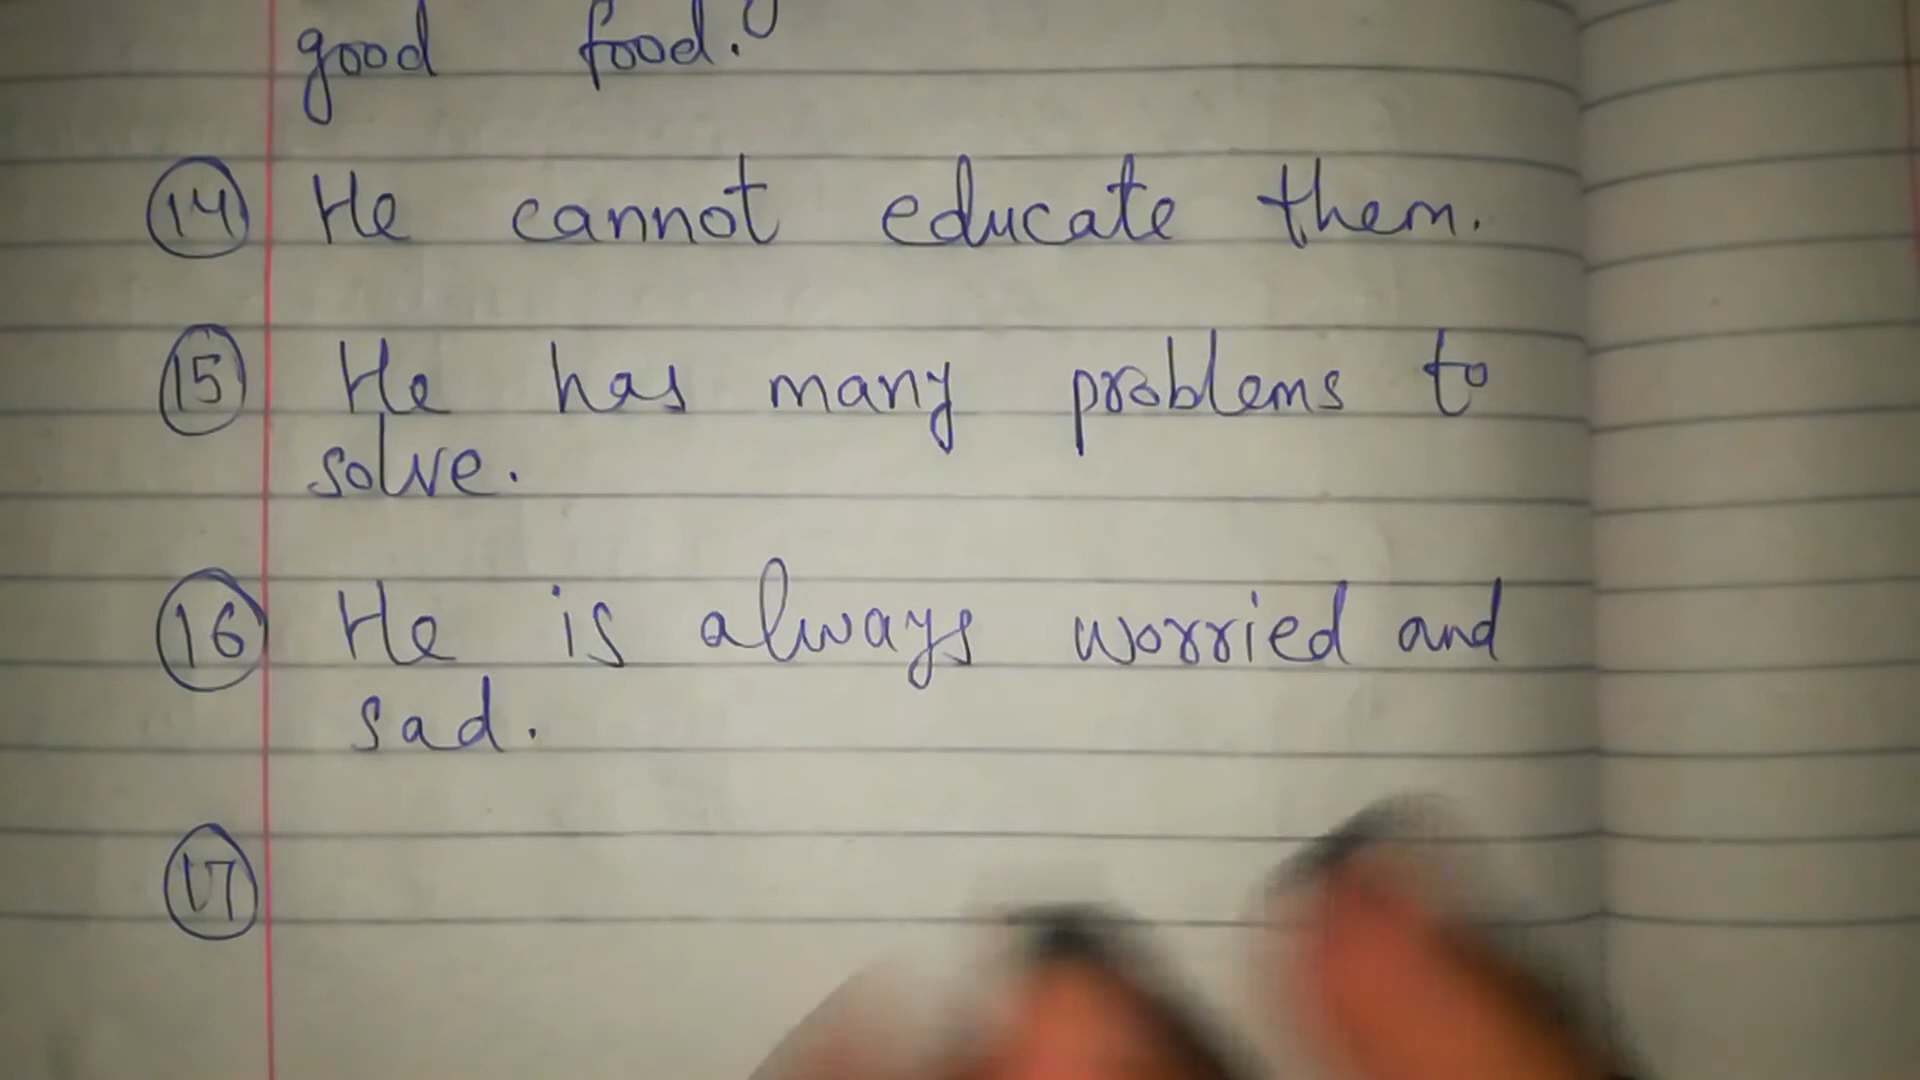 good food.
14 He cannot educate them.
15 He has many problems to
solve.
16 He is always worried and
sad.
17